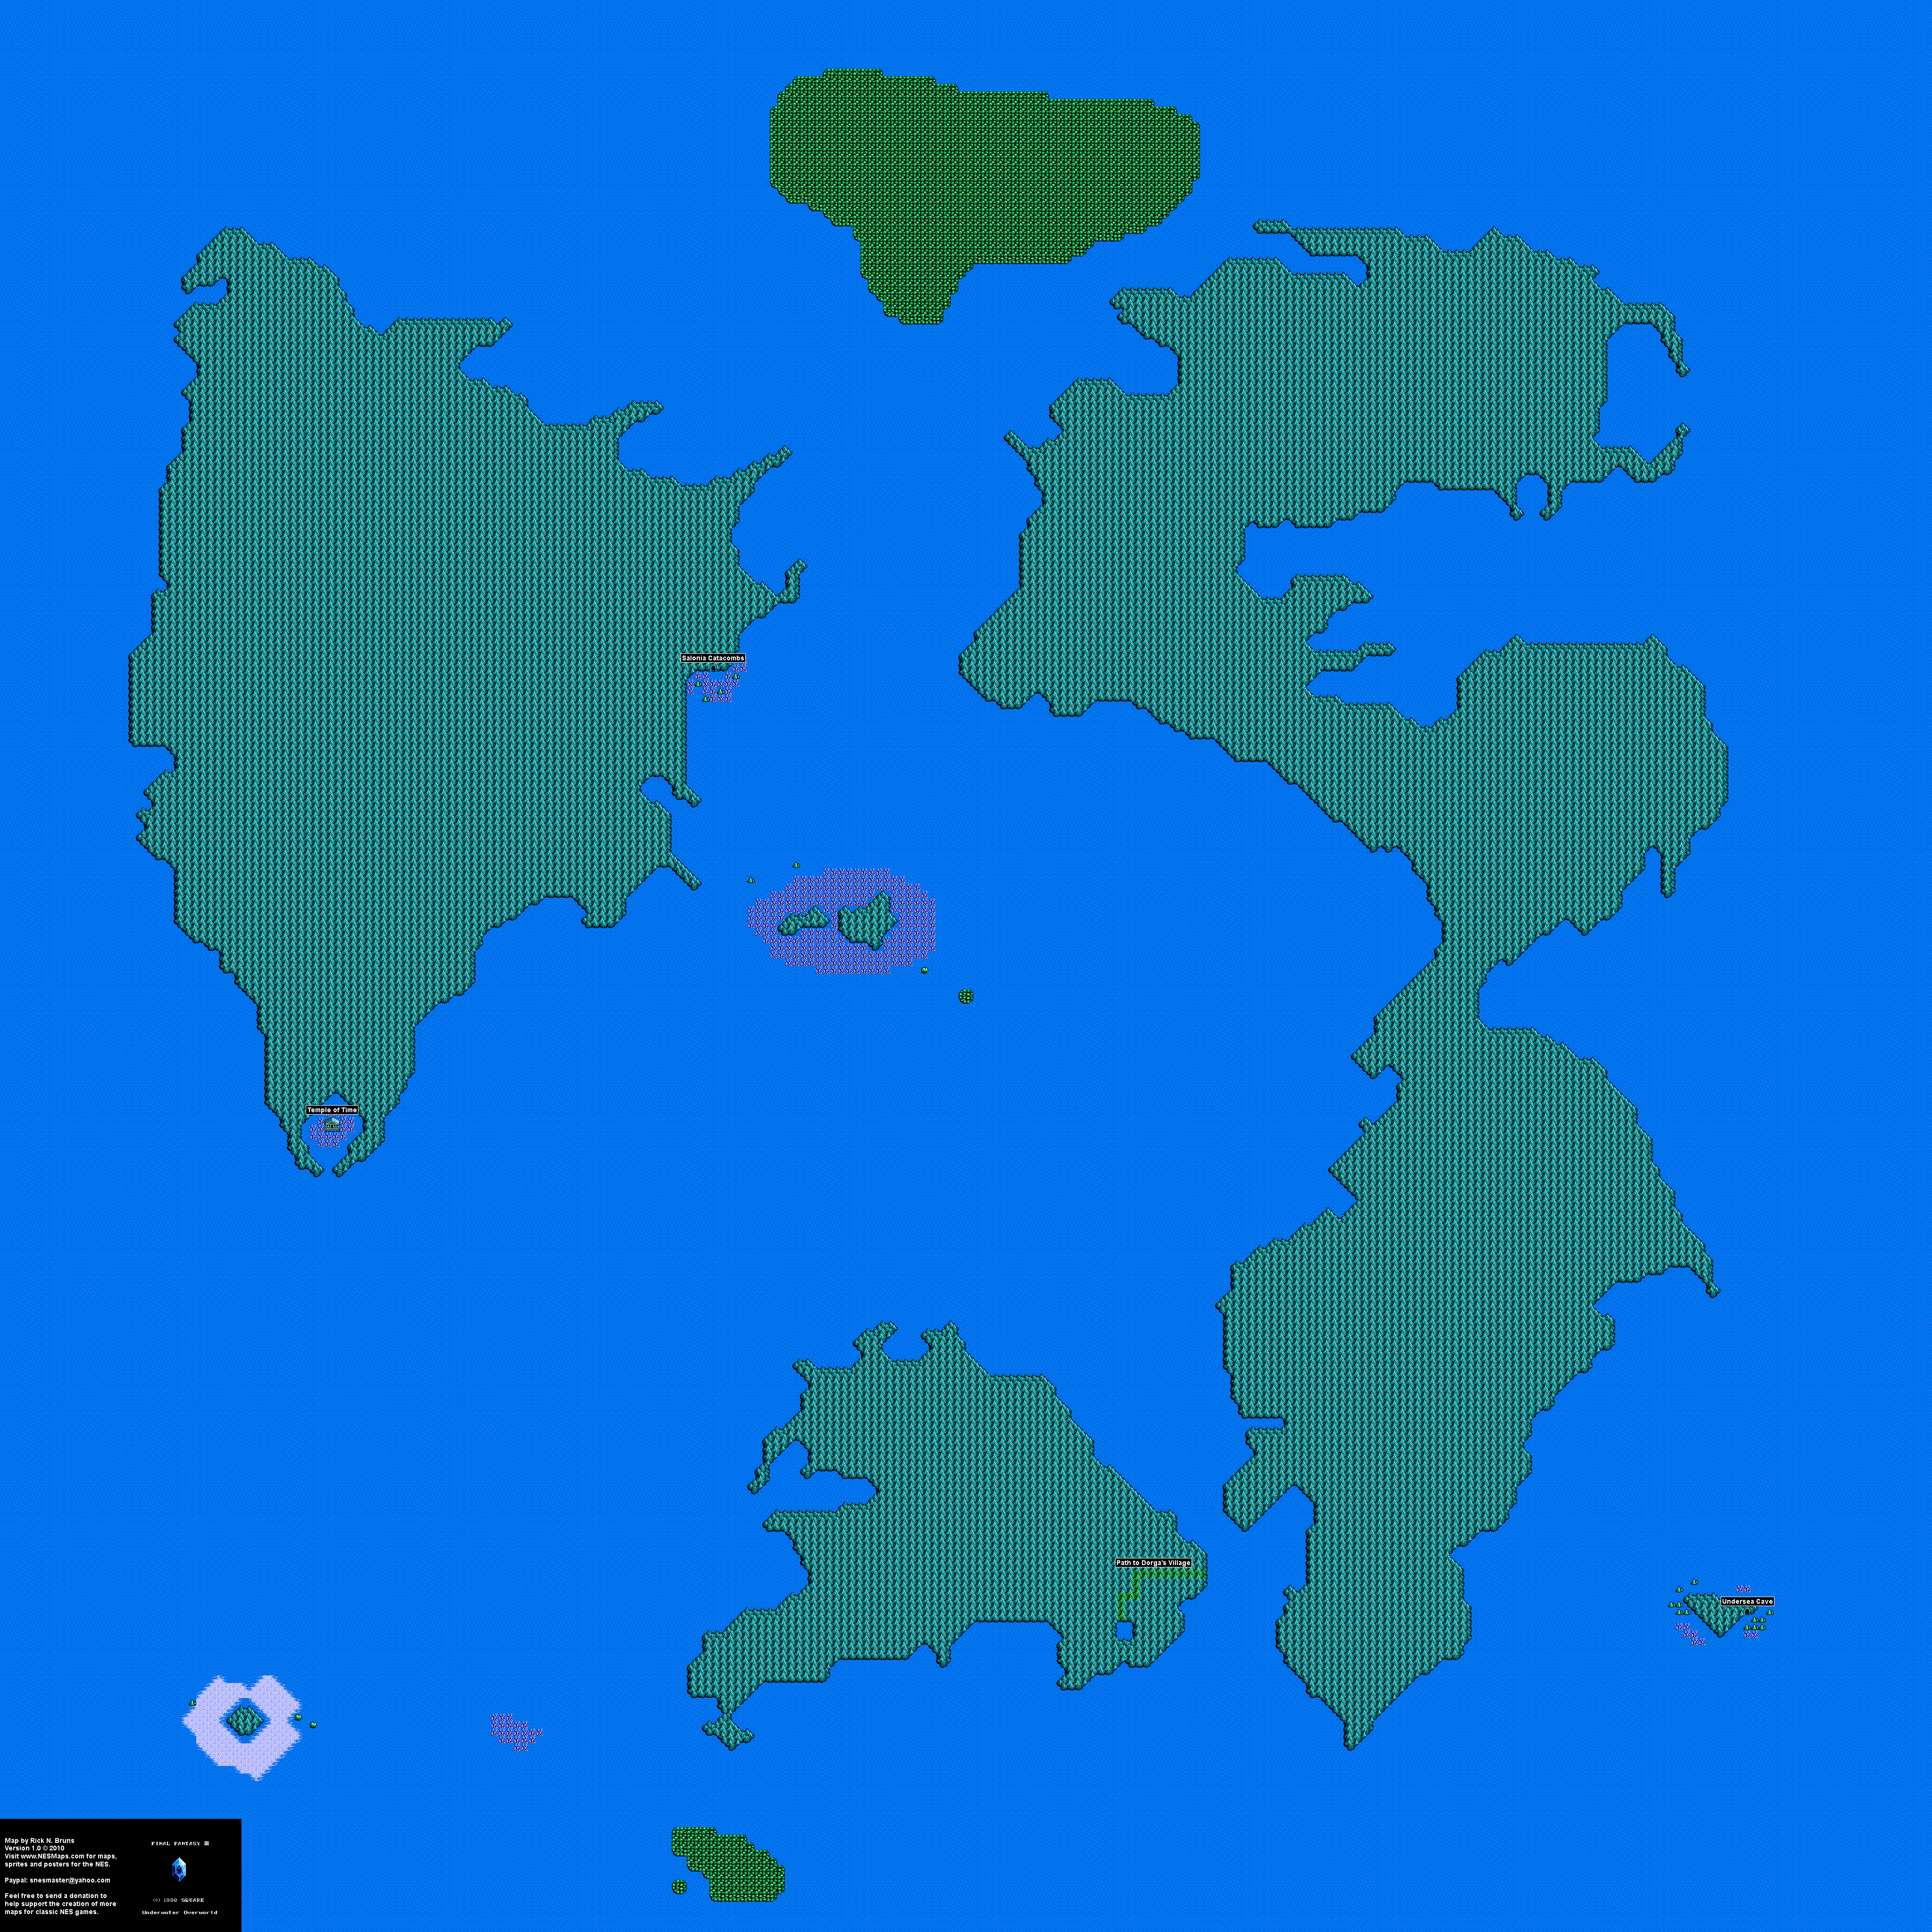 Salonia Catacombs
Temple of Time
Path to Dorga's Village
Undersea Cave
Map by Rick N. Bruns
Version 1.0 © 2010
Visit www.NESMaps.com for maps,
sprites and posters for the NES.
Paypal: snesmaster@yahoo.com
Feel free to send a donation to
help support the creation of more
maps for classic NES games.
FINAL FANTASY III
(C) 1990 SQUARE
Underwater Overworld